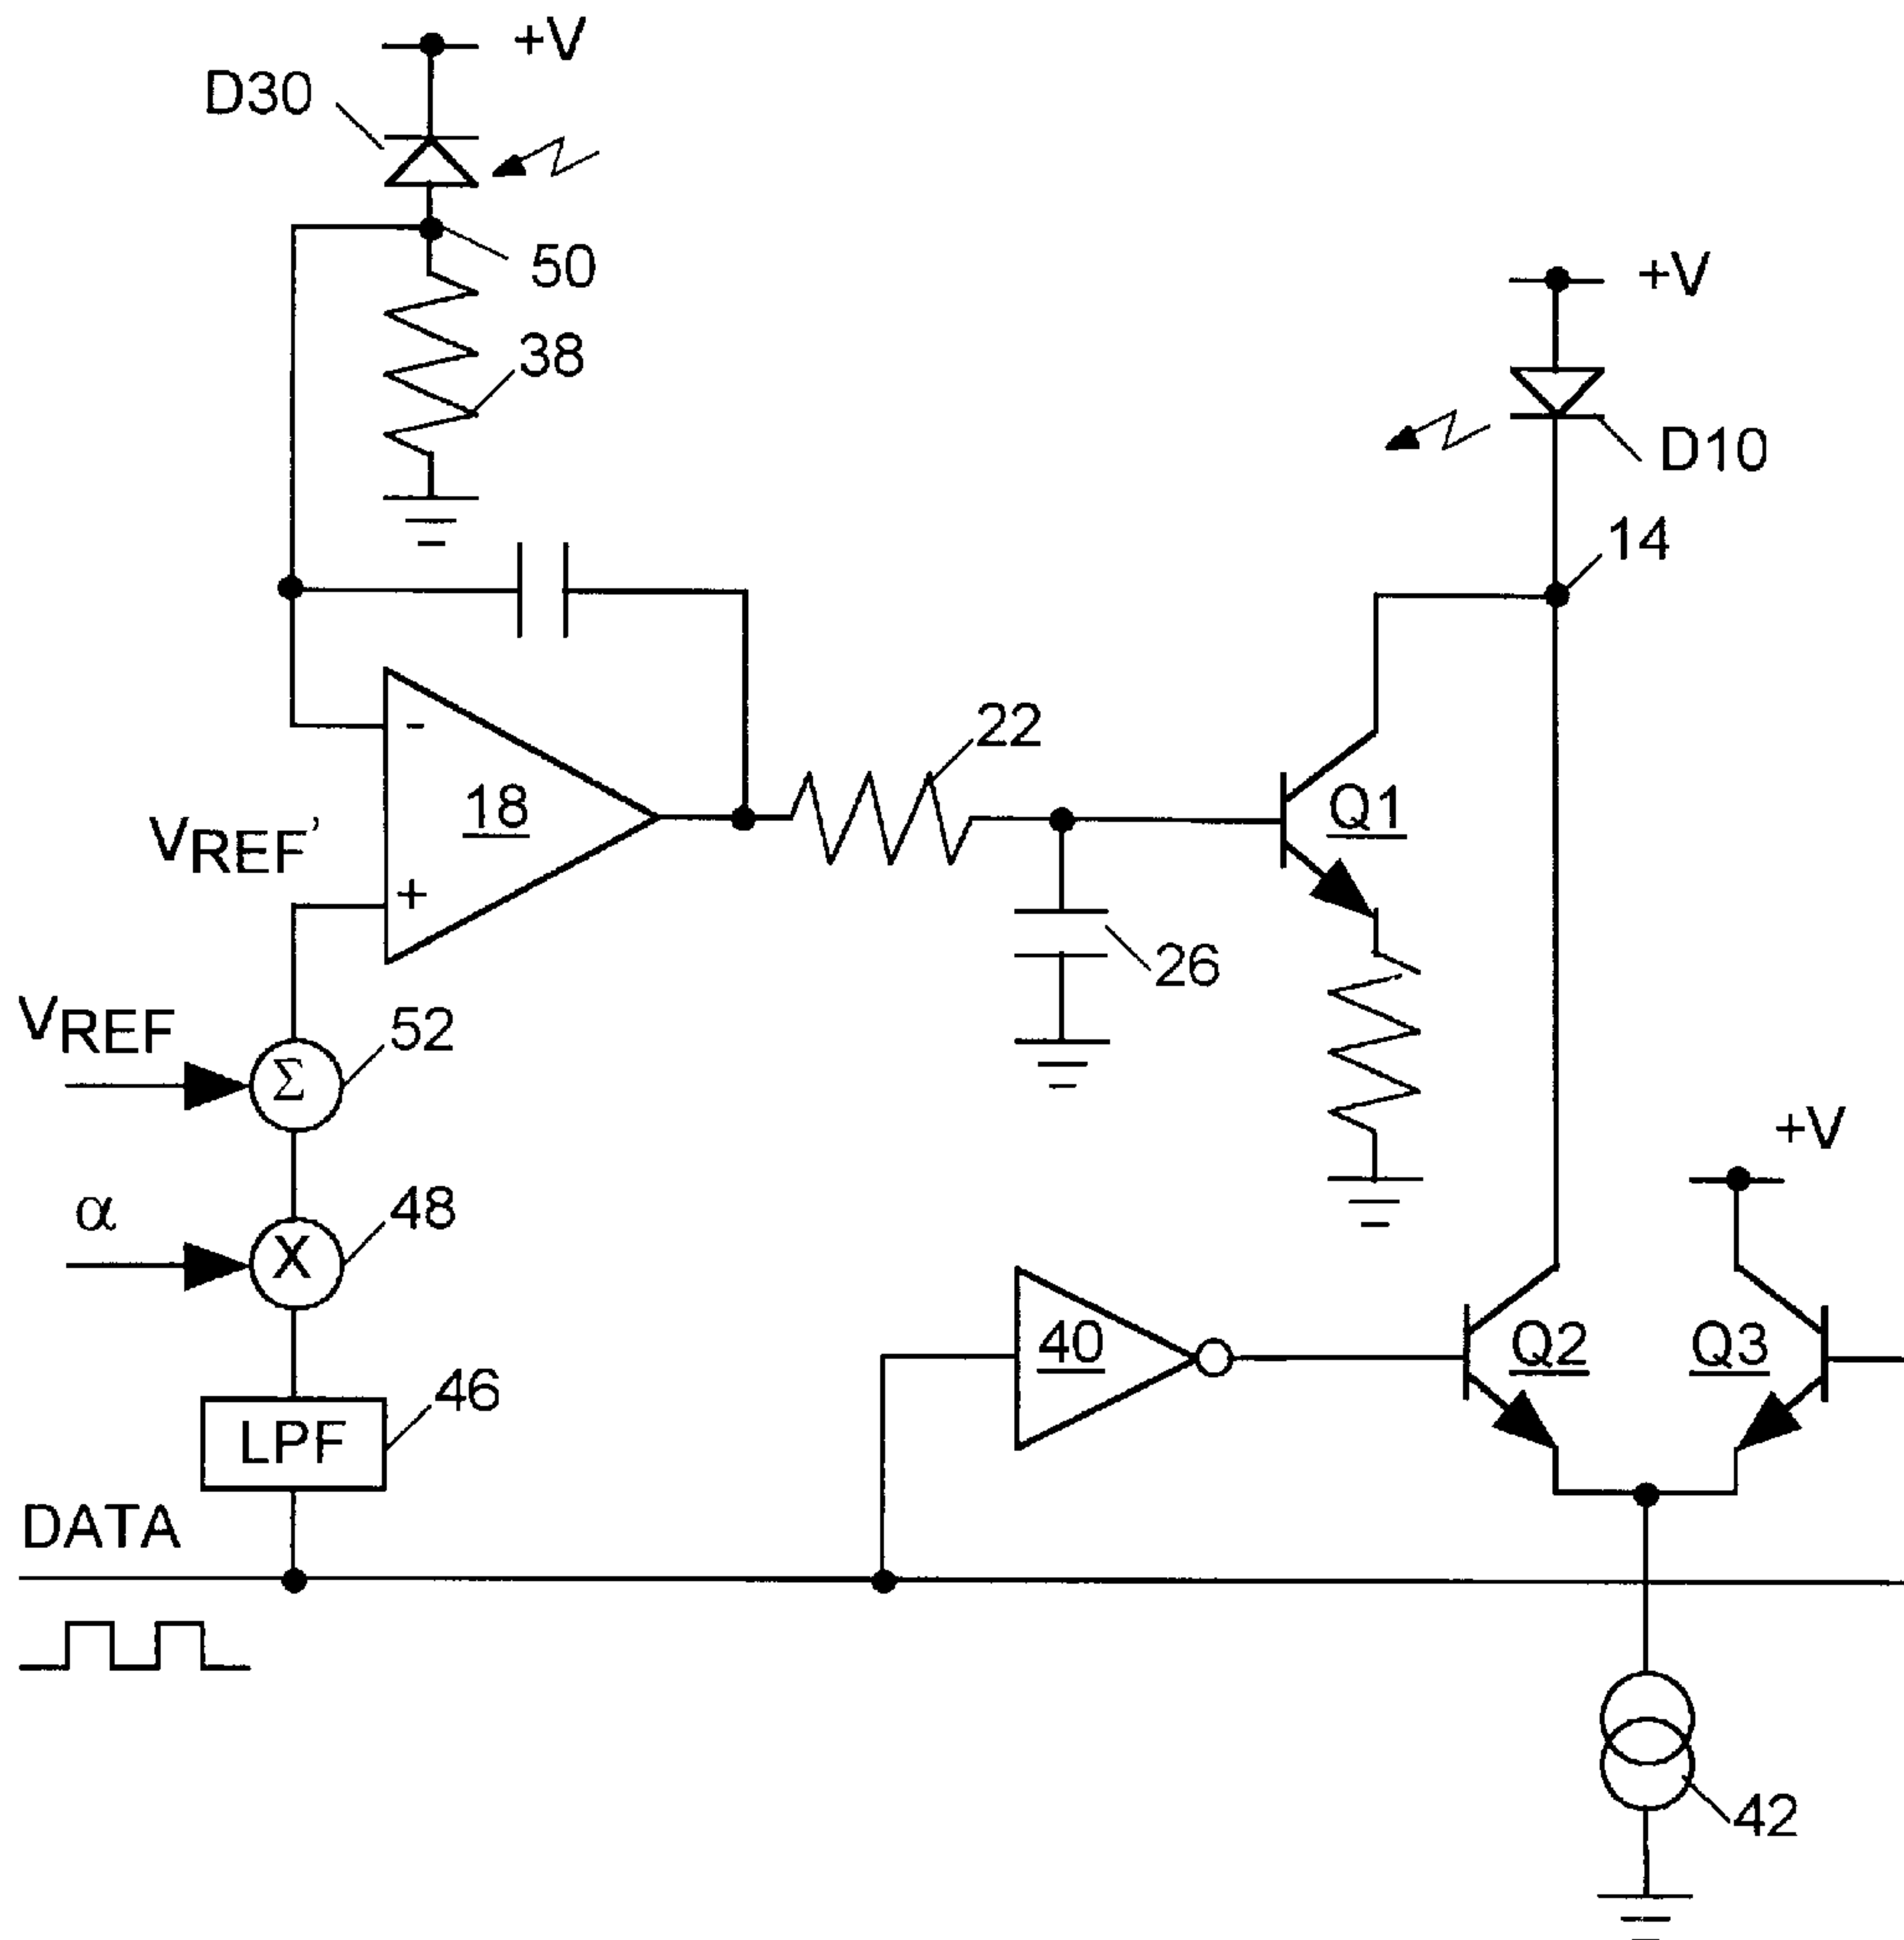 +V
D30
50
+V
38
D10
14
22
-
18
Q1
VREF’
+
26
VREF
52
Σ
+V
α
48
X
40
Q2
Q3
46
LPF
DATA
42